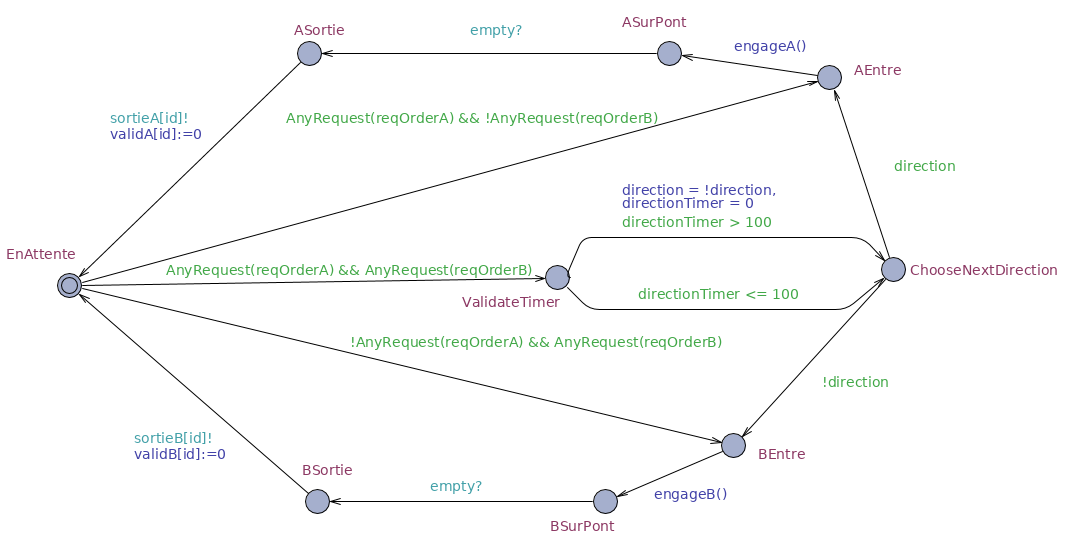 ASurPont
ASortie
empty?
engageA()
AEntre
sortieA[id]!
validA[id]:=0
AnyRequest(reqOrderA) && !AnyRequest(reqOrderB)
direction
direction = !direction,
directionTimer = 0
directionTimer > 100
EnAttente
AnyRequest(reqOrderA) && AnyRequest(reqOrderB)
ChooseNextDirection
directionTimer <= 100
ValidateTimer
!AnyRequest(reqOrderA) && AnyRequest(reqOrderB)
!direction
sortieB[id]!
validB[id]:=0
BEntre
BSortie
empty?
engageB()
BSurPont